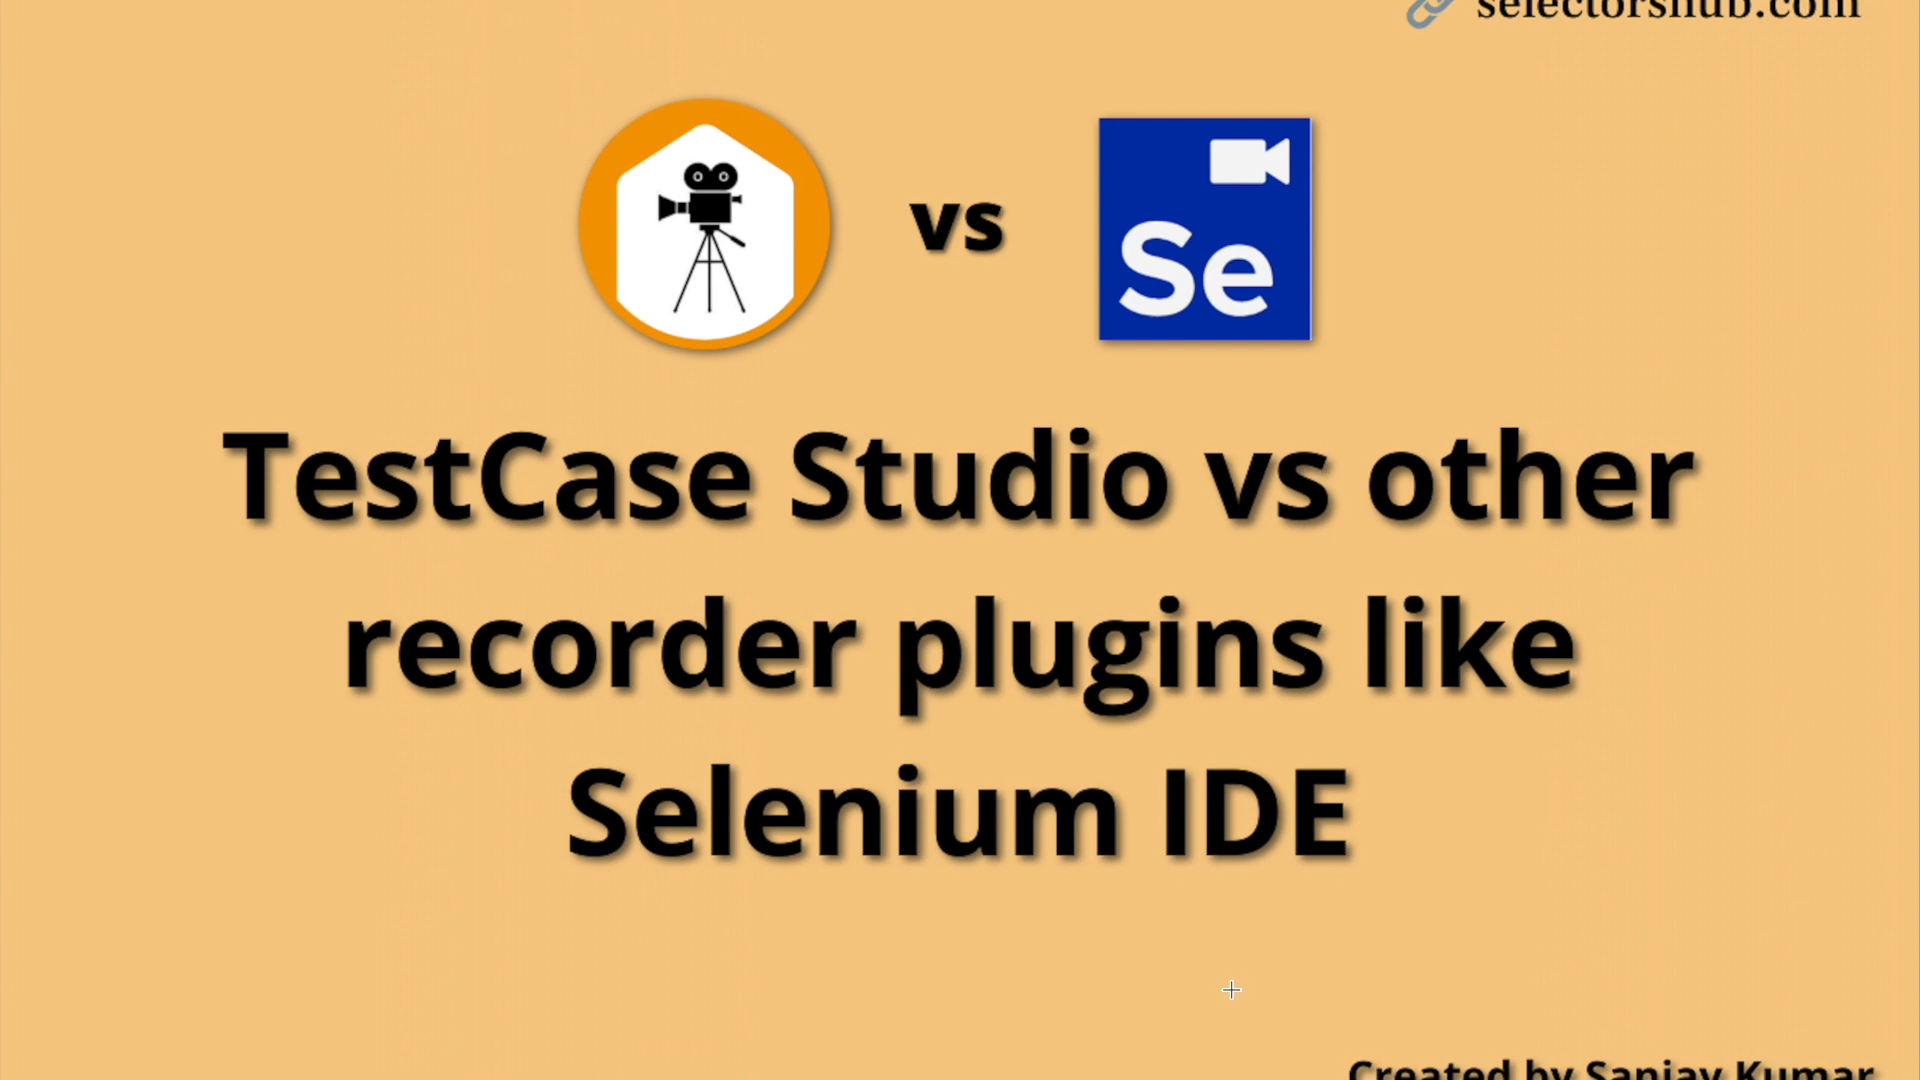 selectorshub.com
vs
Se
TestCase Studio vs other
recorder plugins like
Selenium IDE
Created by Sanjay Kumar